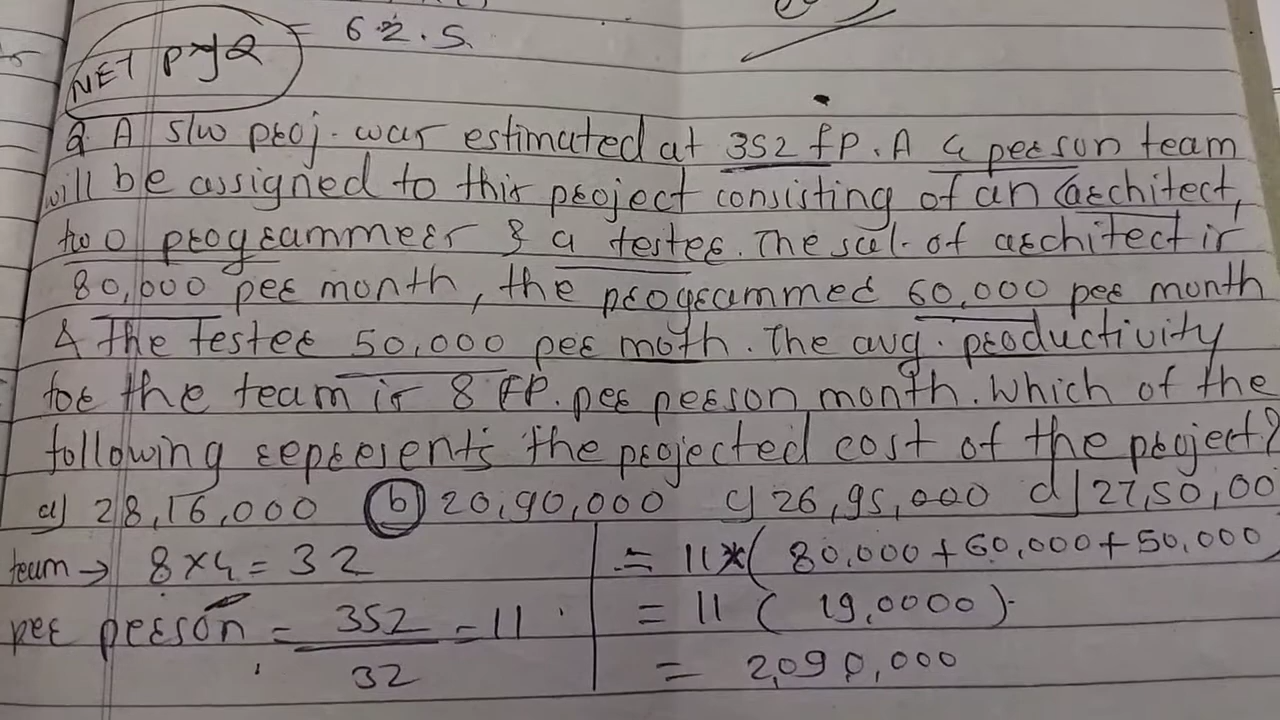 = 6.2.S.
NET PYQ
Q. A S/W proj. was estimated at 352 fP. A 4 person team
will be assigned to this project consisting of an architect,
two programmers & a tester. The sal. of architect is
80,000 per month, the programmer 60,000 per month
& the tester 50,000 per moth. The avg. productivity
for the team is 8 FP. per person month. Which of the
following represents the projected cost of the project?
a) 28,16,000 (b) 20,90,000 c) 26,95,000 d) 27,50,00
team → 8×4 = 32
per person = 352/32 = 11
= 11*( 80,000+60,000+50,000
= 11 ( 19,0000).
= 2,090,000